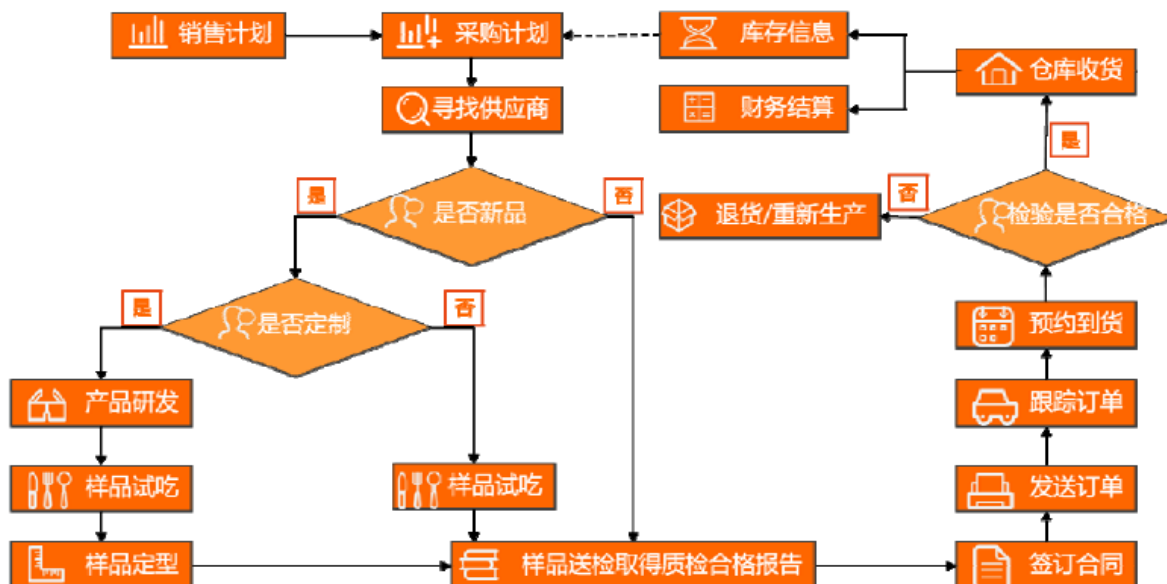 销售计划
采购计划
库存信息
仓库收货
寻找供应商
财务结算
是
是
否
是否新品
退货/重新生产
否
检验是否合格
是
否
是否定制
预约到货
产品研发
跟踪订单
样品试吃
样品试吃
发送订单
样品定型
样品送检取得质检合格报告
签订合同